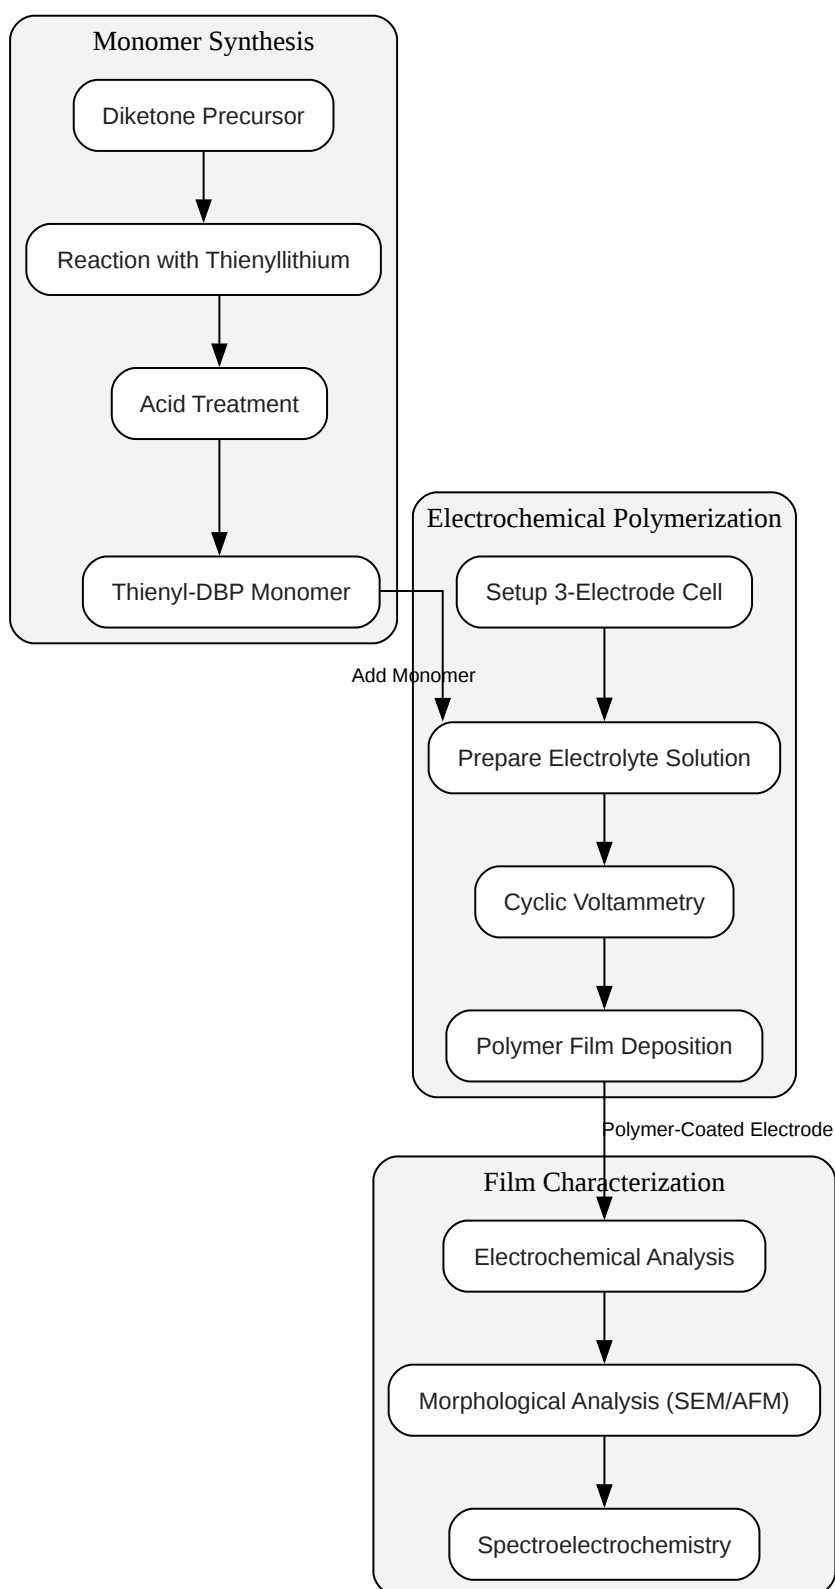 Monomer Synthesis
Diketone Precursor
Reaction with Thienyllithium
Acid Treatment
Thienyl-DBP Monomer
Add Monomer
Electrochemical Polymerization
Setup 3-Electrode Cell
Prepare Electrolyte Solution
Cyclic Voltammetry
Polymer Film Deposition
Polymer-Coated Electrode
Film Characterization
Electrochemical Analysis
Morphological Analysis (SEM/AFM)
Spectroelectrochemistry